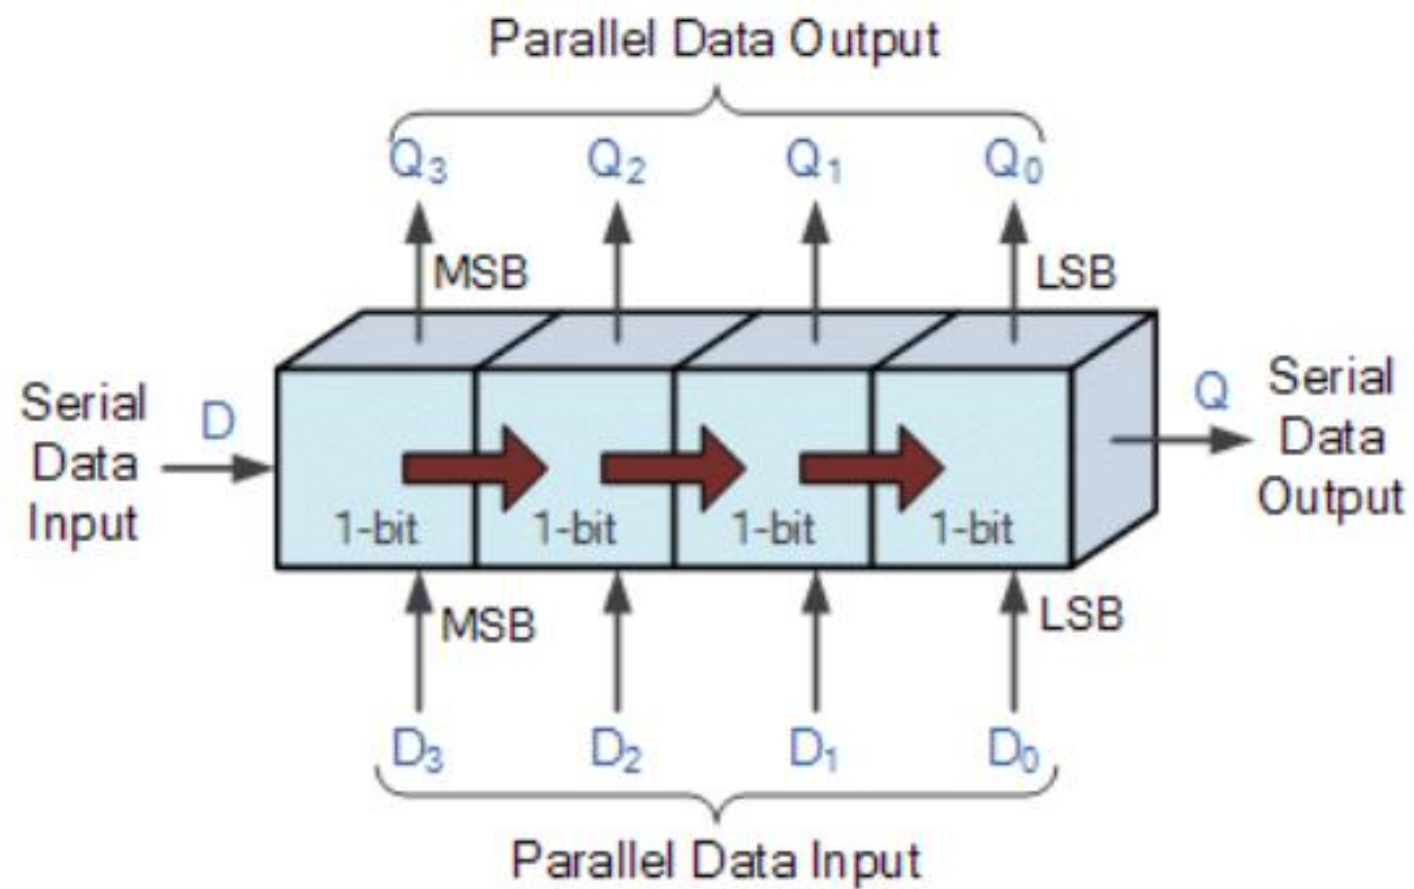 Parallel Data Output
Q3 Q2 Q1 Q0
MSB LSB
Serial Data Input
D
Q
Serial Data Output
1-bit 1-bit 1-bit 1-bit
MSB LSB
D3 D2 D1 D0
Parallel Data Input